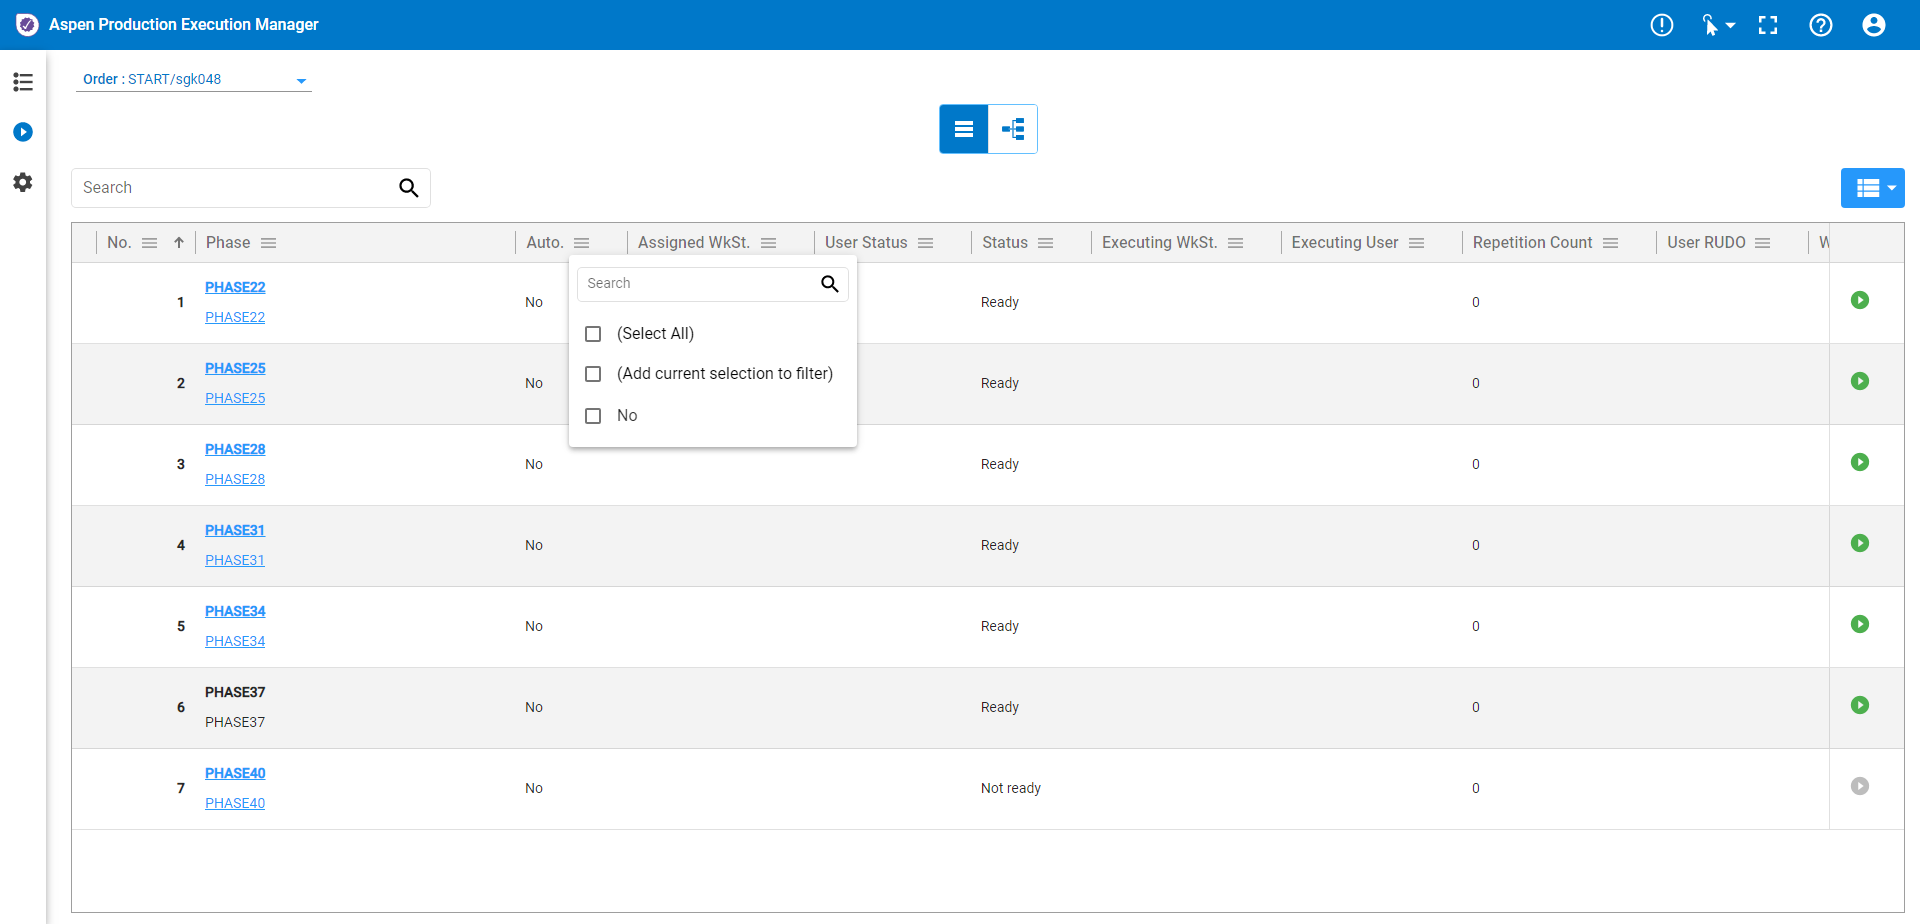 Aspen Production Execution Manager
Order : START/sgk048
Search
No. Phase Auto. Assigned WkSt. User Status Status Executing WkSt. Executing User Repetition Count User RUDO W
1 PHASE22 No Ready 0
PHASE22
2 PHASE25 No Ready 0
PHASE25
3 PHASE28 No Ready 0
PHASE28
4 PHASE31 No Ready 0
PHASE31
5 PHASE34 No Ready 0
PHASE34
6 PHASE37 No Ready 0
PHASE37
7 PHASE40 No Not ready 0
PHASE40
Search
(Select All)
(Add current selection to filter)
No